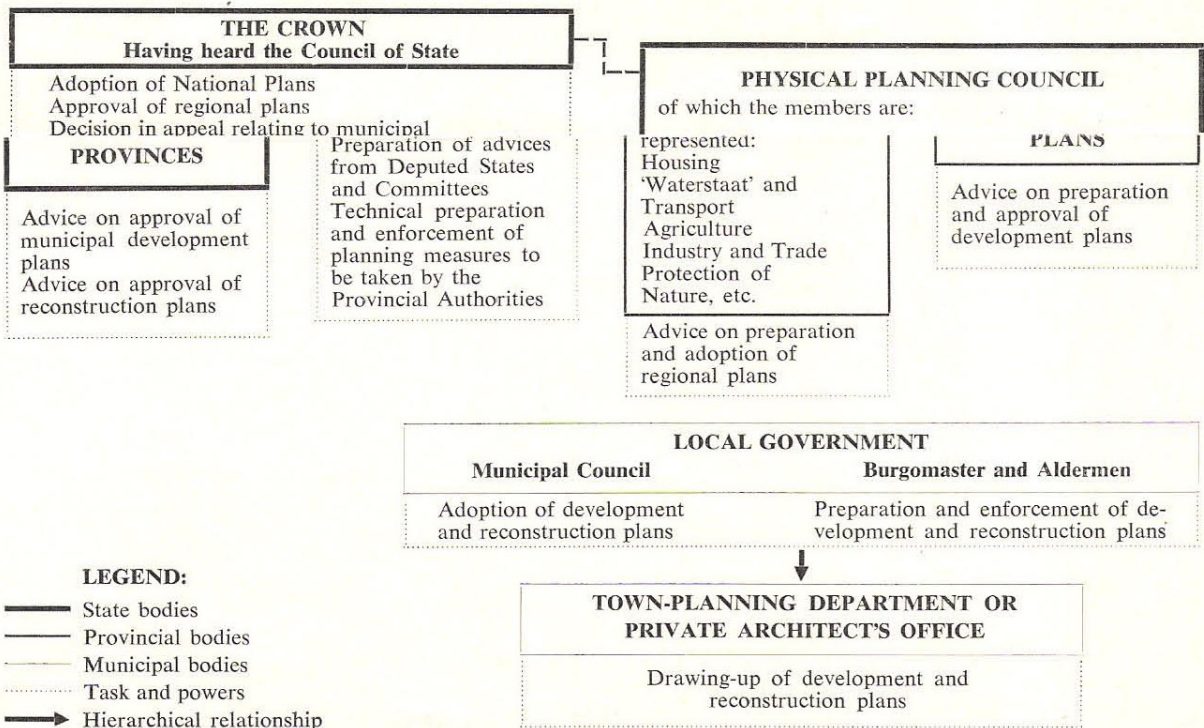 THE CROWN
Having heard the Council of State
Adoption of National Plans
Approval of regional plans
Decision in appeal relating to municipal
PHYSICAL PLANNING COUNCIL
of which the members are:
PROVINCES
Advice on approval of
municipal development
plans
Advice on approval of
reconstruction plans
Preparation of advices
from Deputed States
and Committees
Technical preparation
and enforcement of
planning measures to
be taken by the
Provincial Authorities
represented:
Housing
‘Waterstaat’ and
Transport
Agriculture
Industry and Trade
Protection of
Nature, etc.
Advice on preparation
and adoption of
regional plans
PLANS
Advice on preparation
and approval of
development plans
LOCAL GOVERNMENT
Municipal Council
Adoption of development
and reconstruction plans
Burgomaster and Aldermen
Preparation and enforcement of de-
velopment and reconstruction plans
TOWN-PLANNING DEPARTMENT OR
PRIVATE ARCHITECT'S OFFICE
Drawing-up of development and
reconstruction plans
LEGEND:
State bodies
Provincial bodies
Municipal bodies
Task and powers
Hierarchical relationship